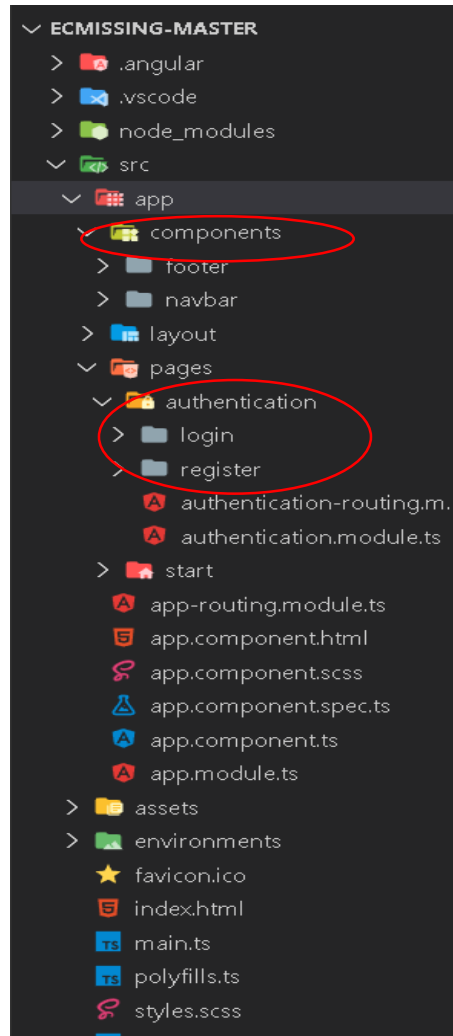 ECMISSING-MASTER
.angular
.vscode
node_modules
src
app
components
footer
navbar
layout
pages
authentication
login
register
authentication-routing.m.
authentication.module.ts
start
app-routing.module.ts
app.component.html
app.component.scss
app.component.spec.ts
app.component.ts
app.module.ts
assets
environments
favicon.ico
index.html
TS main.ts
TS polyfills.ts
styles.scss